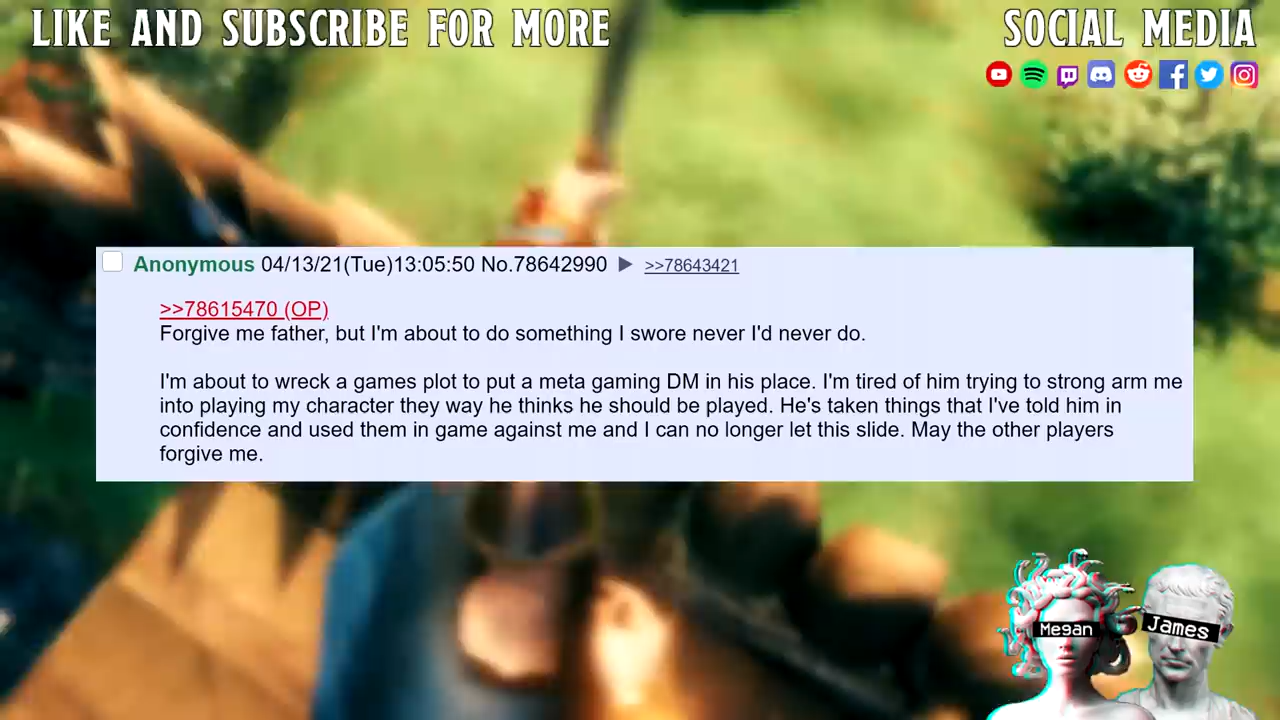 LIKE AND SUBSCRIBE FOR MORE
SOCIAL MEDIA
Anonymous 04/13/21(Tue)13:05:50 No.78642990 ▶ >>78643421
>>78615470 (OP)
Forgive me father, but I'm about to do something I swore never I'd never do.
I'm about to wreck a games plot to put a meta gaming DM in his place. I'm tired of him trying to strong arm me
into playing my character they way he thinks he should be played. He's taken things that I've told him in
confidence and used them in game against me and I can no longer let this slide. May the other players
forgive me.
Megan
James